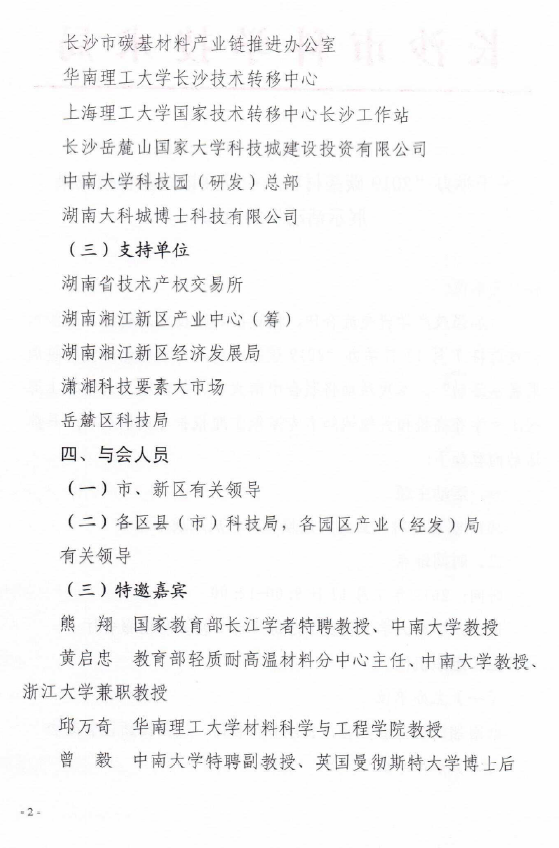 长沙市碳基材料产业链推进办公室
华南理工大学长沙技术转移中心
上海理工大学国家技术转移中心长沙工作站
长沙岳麓山国家大学科技城建设投资有限公司
中南大学科技园（研发）总部
湖南大科城博士科技有限公司
（三）支持单位
湖南省技术产权交易所
湖南湘江新区产业中心（筹）
湖南湘江新区经济发展局
潇湘科技要素大市场
岳麓区科技局
四、与会人员
（一）市、新区有关领导
（二）各区县（市）科技局，各园区产业（经发）局
有关领导
（三）特邀嘉宾
熊　翔　国家教育部长江学者特聘教授、中南大学教授
黄启忠　教育部轻质耐高温材料分中心主任、中南大学教授、
浙江大学兼职教授
邱万奇　华南理工大学材料科学与工程学院教授
曾　毅　中南大学特聘副教授、英国曼彻斯特大学博士后
- 2 -